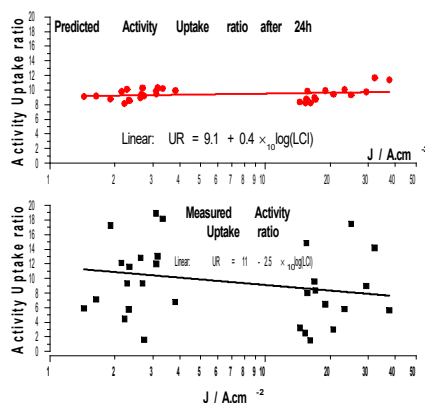 Predicted Activity Uptake ratio after 24h
Activity Uptake ratio
20
18
16
14
12
10
8
6
4
2
0
Linear: UR = 9.1 + 0.4 ×10log(LCI)
J / A.cm -2
1 2 3 4 5 6 7 8 9 10 20 30 40 50
Measured Activity
Uptake ratio
Linear: UR = 11 - 2.5 ×10log(LCI)
Activity Uptake ratio
20
18
16
14
12
10
8
6
4
2
0
1 2 3 4 5 6 7 8 9 10 20 30 40 50
J / A.cm -2